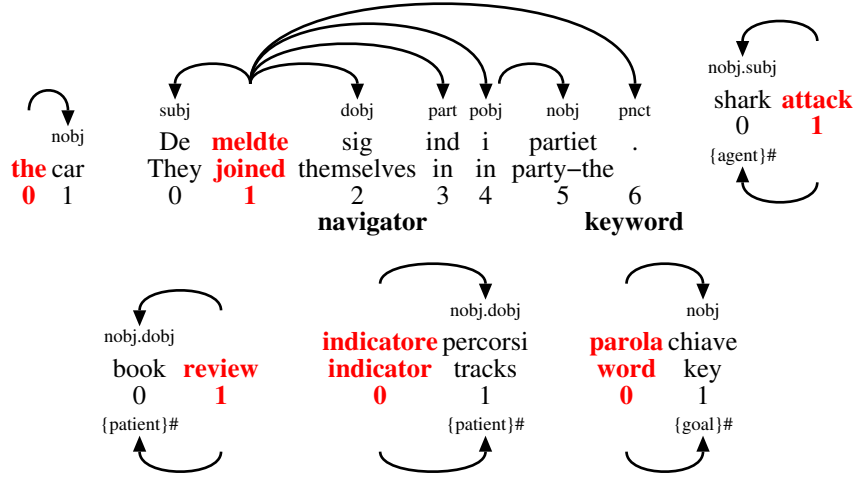 nobj
the car
0 1
subj dobj part pobj nobj pnct
De meldte sig ind i partiet .
They joined themselves in in party−the
0 1 2 3 4 5 6
navigator keyword
nobj.subj
shark attack
0 1
{agent}#
nobj.dobj
book review
0 1
{patient}#
nobj.dobj
indicatore percorsi
indicator tracks
0 1
{patient}#
nobj
parola chiave
word key
0 1
{goal}#